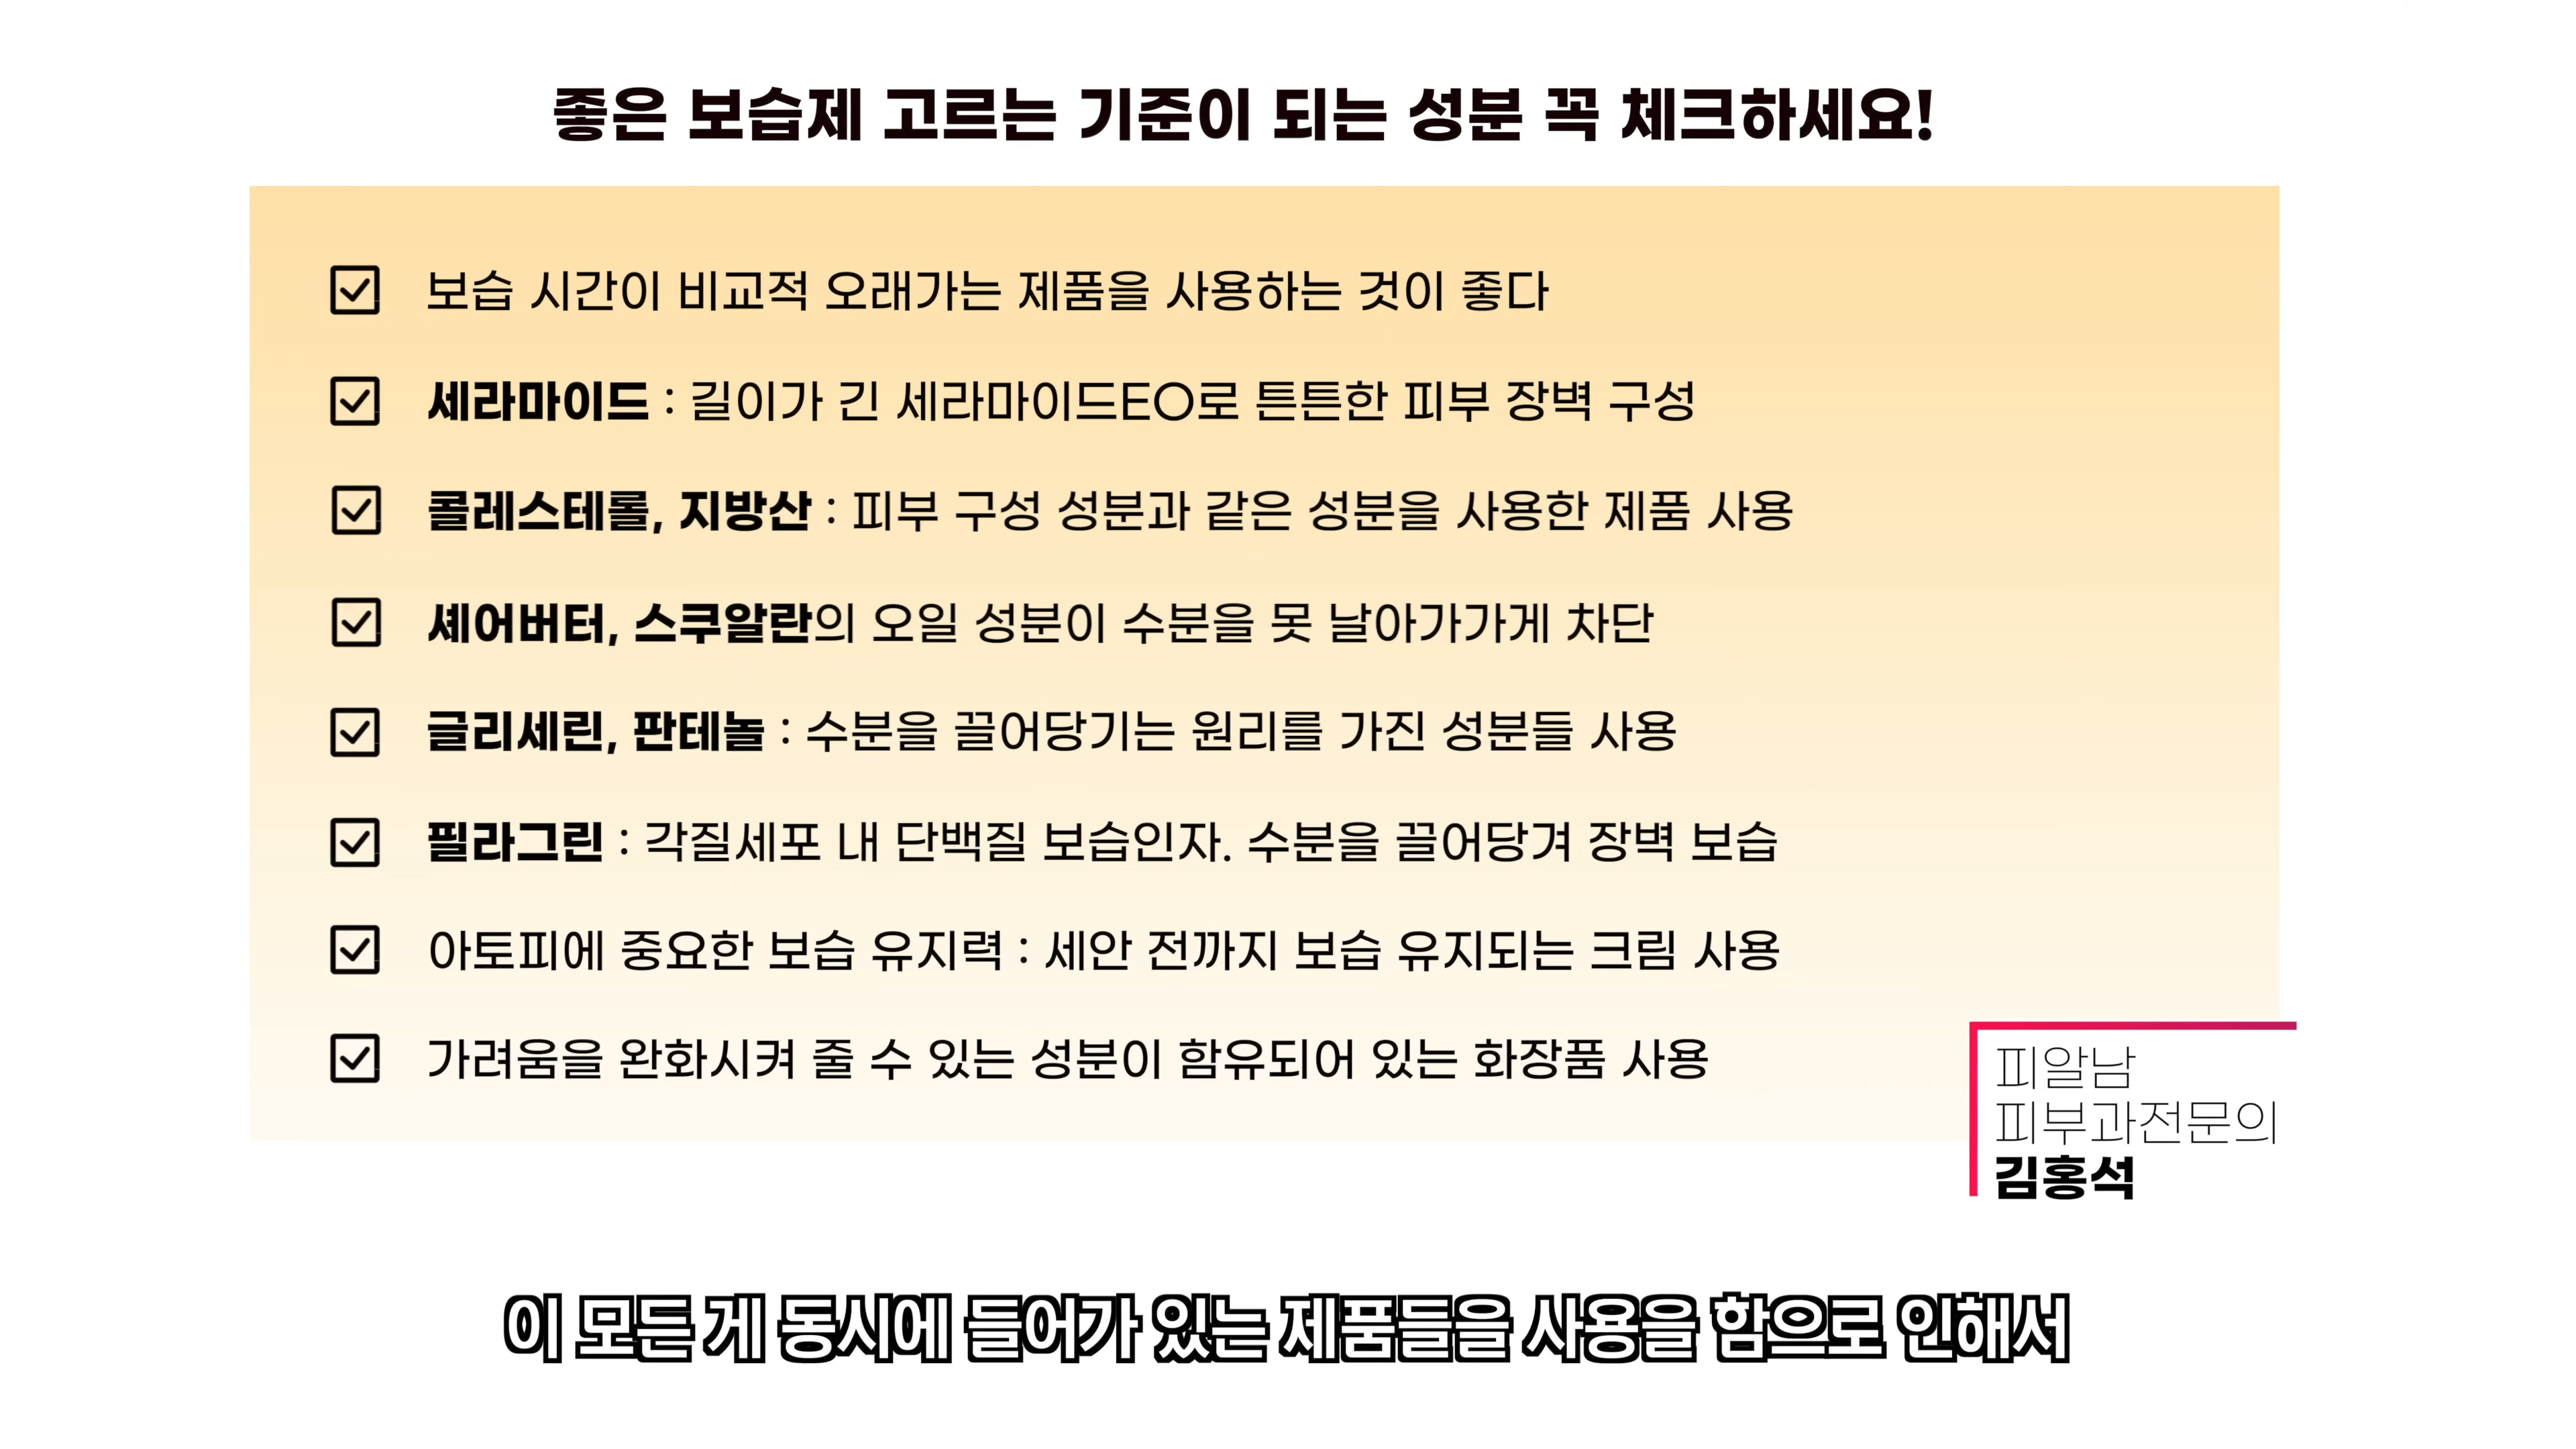 좋은 보습제 고르는 기준이 되는 성분 꼭 체크하세요!
보습 시간이 비교적 오래가는 제품을 사용하는 것이 좋다
세라마이드 : 길이가 긴 세라마이드EO로 튼튼한 피부 장벽 구성
콜레스테롤, 지방산 : 피부 구성 성분과 같은 성분을 사용한 제품 사용
셰어버터, 스쿠알란의 오일 성분이 수분을 못 날아가가게 차단
글리세린, 판테놀 : 수분을 끌어당기는 원리를 가진 성분들 사용
필라그린 : 각질세포 내 단백질 보습인자. 수분을 끌어당겨 장벽 보습
아토피에 중요한 보습 유지력 : 세안 전까지 보습 유지되는 크림 사용
가려움을 완화시켜 줄 수 있는 성분이 함유되어 있는 화장품 사용
피알남
피부과전문의
김홍석
이 모든 게 동시에 들어가 있는 제품들을 사용을 함으로 인해서